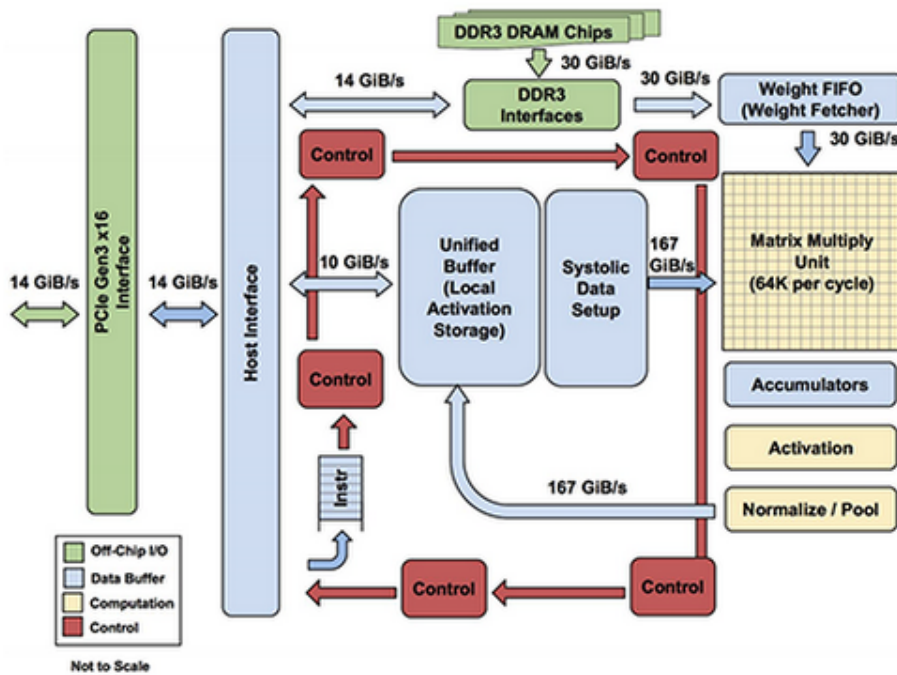 DDR3 DRAM Chips
30 GiB/s
14 GiB/s
DDR3
Interfaces
30 GiB/s
Weight FIFO
(Weight Fetcher)
30 GiB/s
Control
Control
PCIe Gen3 x16
Interface
14 GiB/s
14 GiB/s
Host Interface
10 GiB/s
Unified
Buffer
(Local
Activation
Storage)
Systolic
Data
Setup
167
GiB/s
Matrix Multiply
Unit
(64K per cycle)
Control
Accumulators
Activation
Instr
167 GiB/s
Normalize / Pool
Off-Chip I/O
Data Buffer
Computation
Control
Control
Control
Not to Scale